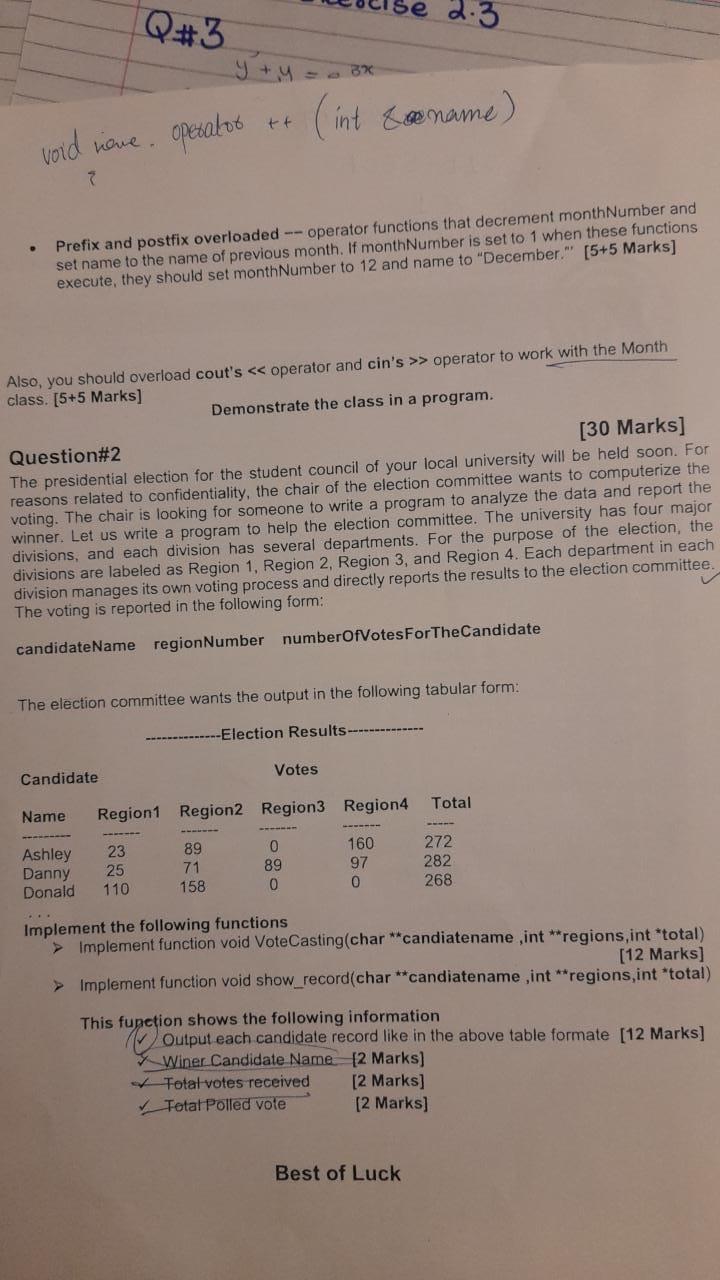 Exercise 2.3
Q#3
void name. operator ++ (int &name)
?
• Prefix and postfix overloaded -- operator functions that decrement monthNumber and
set name to the name of previous month. If monthNumber is set to 1 when these functions
execute, they should set monthNumber to 12 and name to "December."' [5+5 Marks]
Also, you should overload cout's << operator and cin's >> operator to work with the Month
class. [5+5 Marks]
Demonstrate the class in a program.
[30 Marks]
Question#2
The presidential election for the student council of your local university will be held soon. For
reasons related to confidentiality, the chair of the election committee wants to computerize the
voting. The chair is looking for someone to write a program to analyze the data and report the
winner. Let us write a program to help the election committee. The university has four major
divisions, and each division has several departments. For the purpose of the election, the
divisions are labeled as Region 1, Region 2, Region 3, and Region 4. Each department in each
division manages its own voting process and directly reports the results to the election committee.
The voting is reported in the following form:
candidateName regionNumber numberOfVotesForTheCandidate
The election committee wants the output in the following tabular form:
--------------Election Results--------------
Candidate Votes
Name Region1 Region2 Region3 Region4 Total
--------- ------- ------- ------- ------- -----
Ashley 23 89 0 160 272
Danny 25 71 89 97 282
Donald 110 158 0 0 268
. . .
Implement the following functions
➢ Implement function void VoteCasting(char **candiatename ,int **regions,int *total)
[12 Marks]
➢ Implement function void show_record(char **candiatename ,int **regions,int *total)
This function shows the following information
✓ Output each candidate record like in the above table formate [12 Marks]
✓ Winer Candidate Name [2 Marks]
✓ Total votes received [2 Marks]
✓ Total Polled vote [2 Marks]
Best of Luck